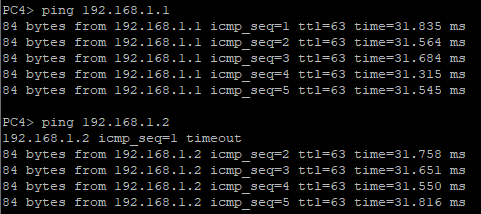 PC4> ping 192.168.1.1
84 bytes from 192.168.1.1 icmp_seq=1 ttl=63 time=31.835 ms
84 bytes from 192.168.1.1 icmp_seq=2 ttl=63 time=31.564 ms
84 bytes from 192.168.1.1 icmp_seq=3 ttl=63 time=31.684 ms
84 bytes from 192.168.1.1 icmp_seq=4 ttl=63 time=31.315 ms
84 bytes from 192.168.1.1 icmp_seq=5 ttl=63 time=31.545 ms
PC4> ping 192.168.1.2
192.168.1.2 icmp_seq=1 timeout
84 bytes from 192.168.1.2 icmp_seq=2 ttl=63 time=31.758 ms
84 bytes from 192.168.1.2 icmp_seq=3 ttl=63 time=31.651 ms
84 bytes from 192.168.1.2 icmp_seq=4 ttl=63 time=31.550 ms
84 bytes from 192.168.1.2 icmp_seq=5 ttl=63 time=31.816 ms